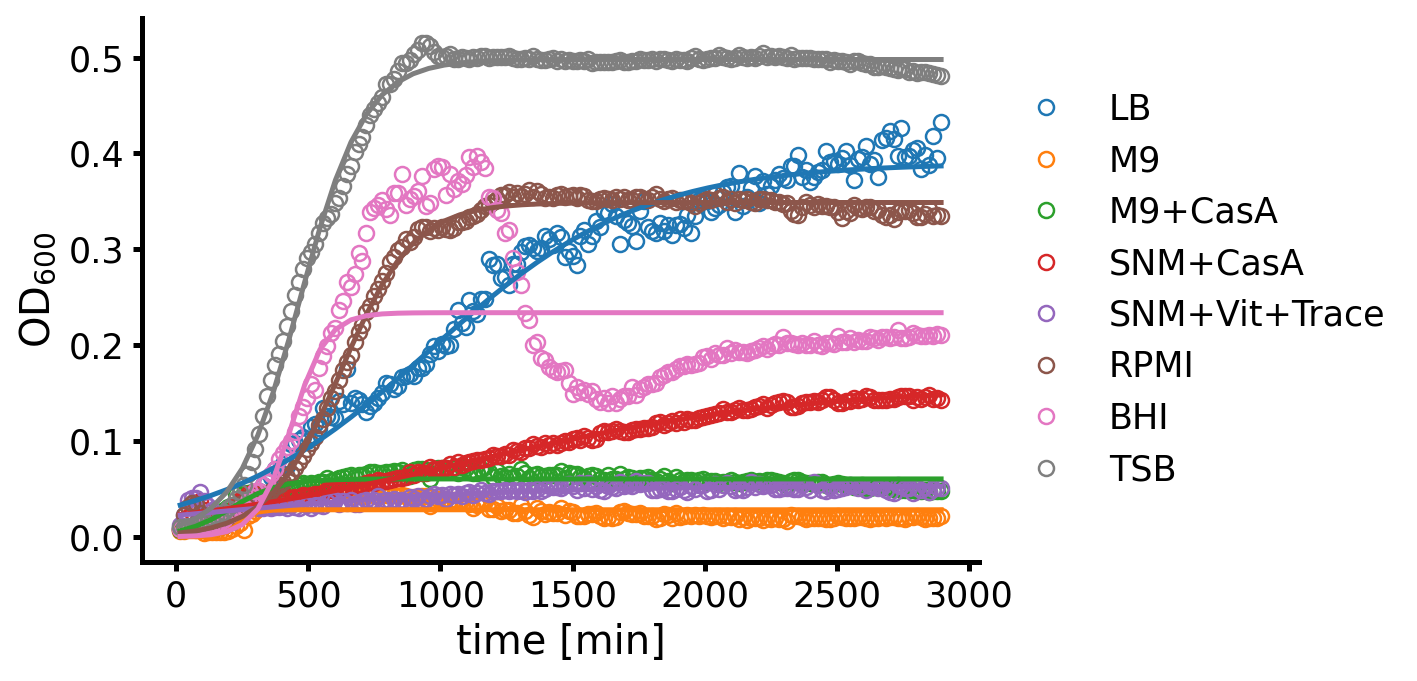 OD600
0.5
0.4
0.3
0.2
0.1
0.0
0 500 1000 1500 2000 2500 3000
time [min]
LB
M9
M9+CasA
SNM+CasA
SNM+Vit+Trace
RPMI
BHI
TSB